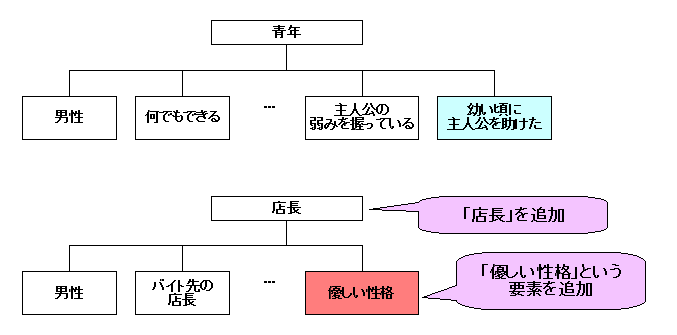 青年
男性
何でもできる
…
主人公の
弱みを握っている
幼い頃に
主人公を助けた
店長
「店長」を追加
男性
バイト先の
店長
…
優しい性格
「優しい性格」という
要素を追加